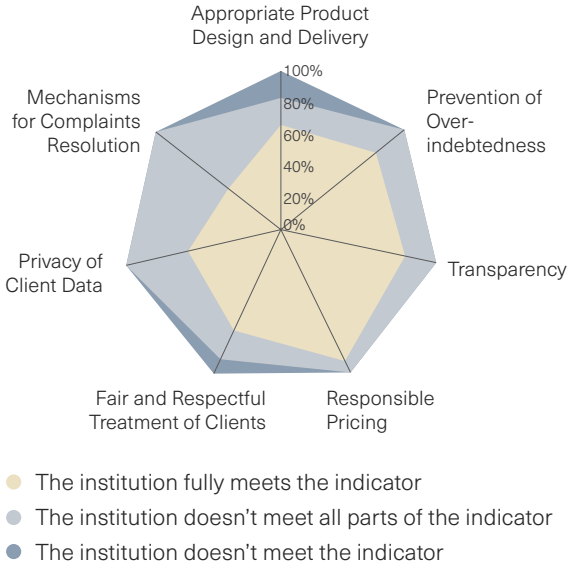 Appropriate Product
Design and Delivery
100%
80%
60%
40%
20%
0%
Prevention of
Over-
indebtedness
Transparency
Responsible
Pricing
Fair and Respectful
Treatment of Clients
Privacy of
Client Data
Mechanisms
for Complaints
Resolution
The institution fully meets the indicator
The institution doesn't meet all parts of the indicator
The institution doesn't meet the indicator